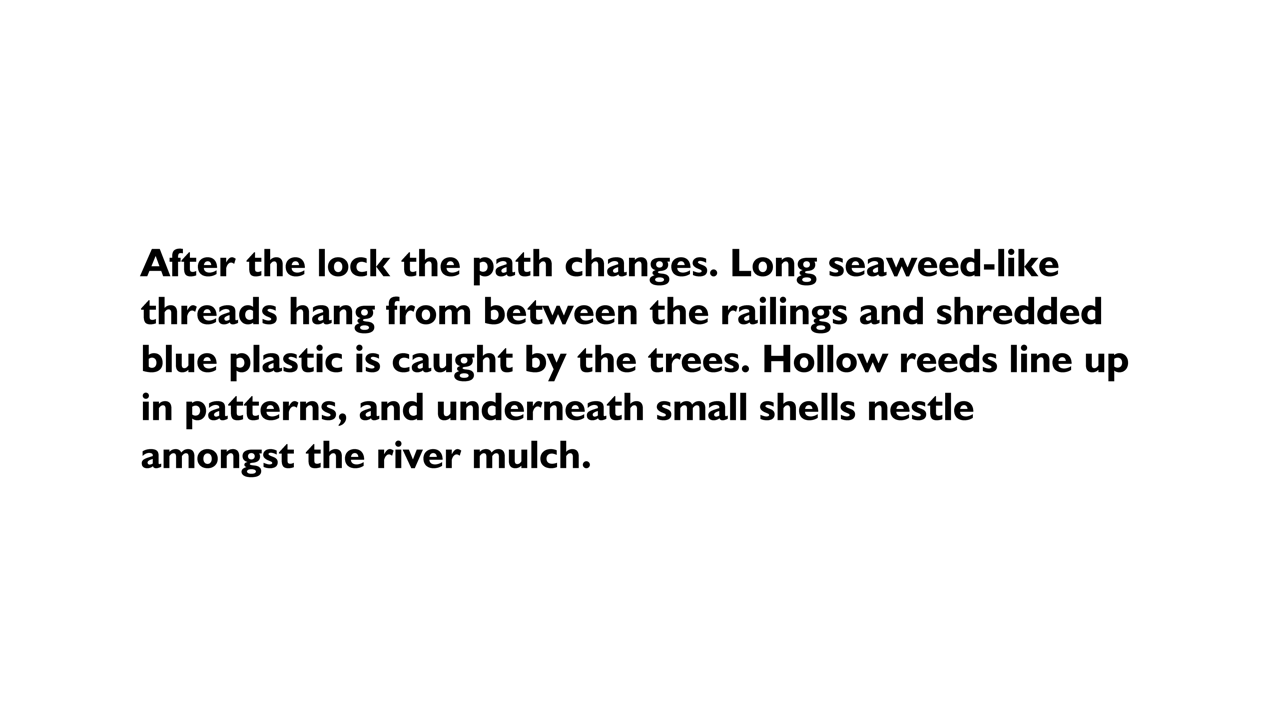 After the lock the path changes. Long seaweed-like
threads hang from between the railings and shredded
blue plastic is caught by the trees. Hollow reeds line up
in patterns, and underneath small shells nestle
amongst the river mulch.